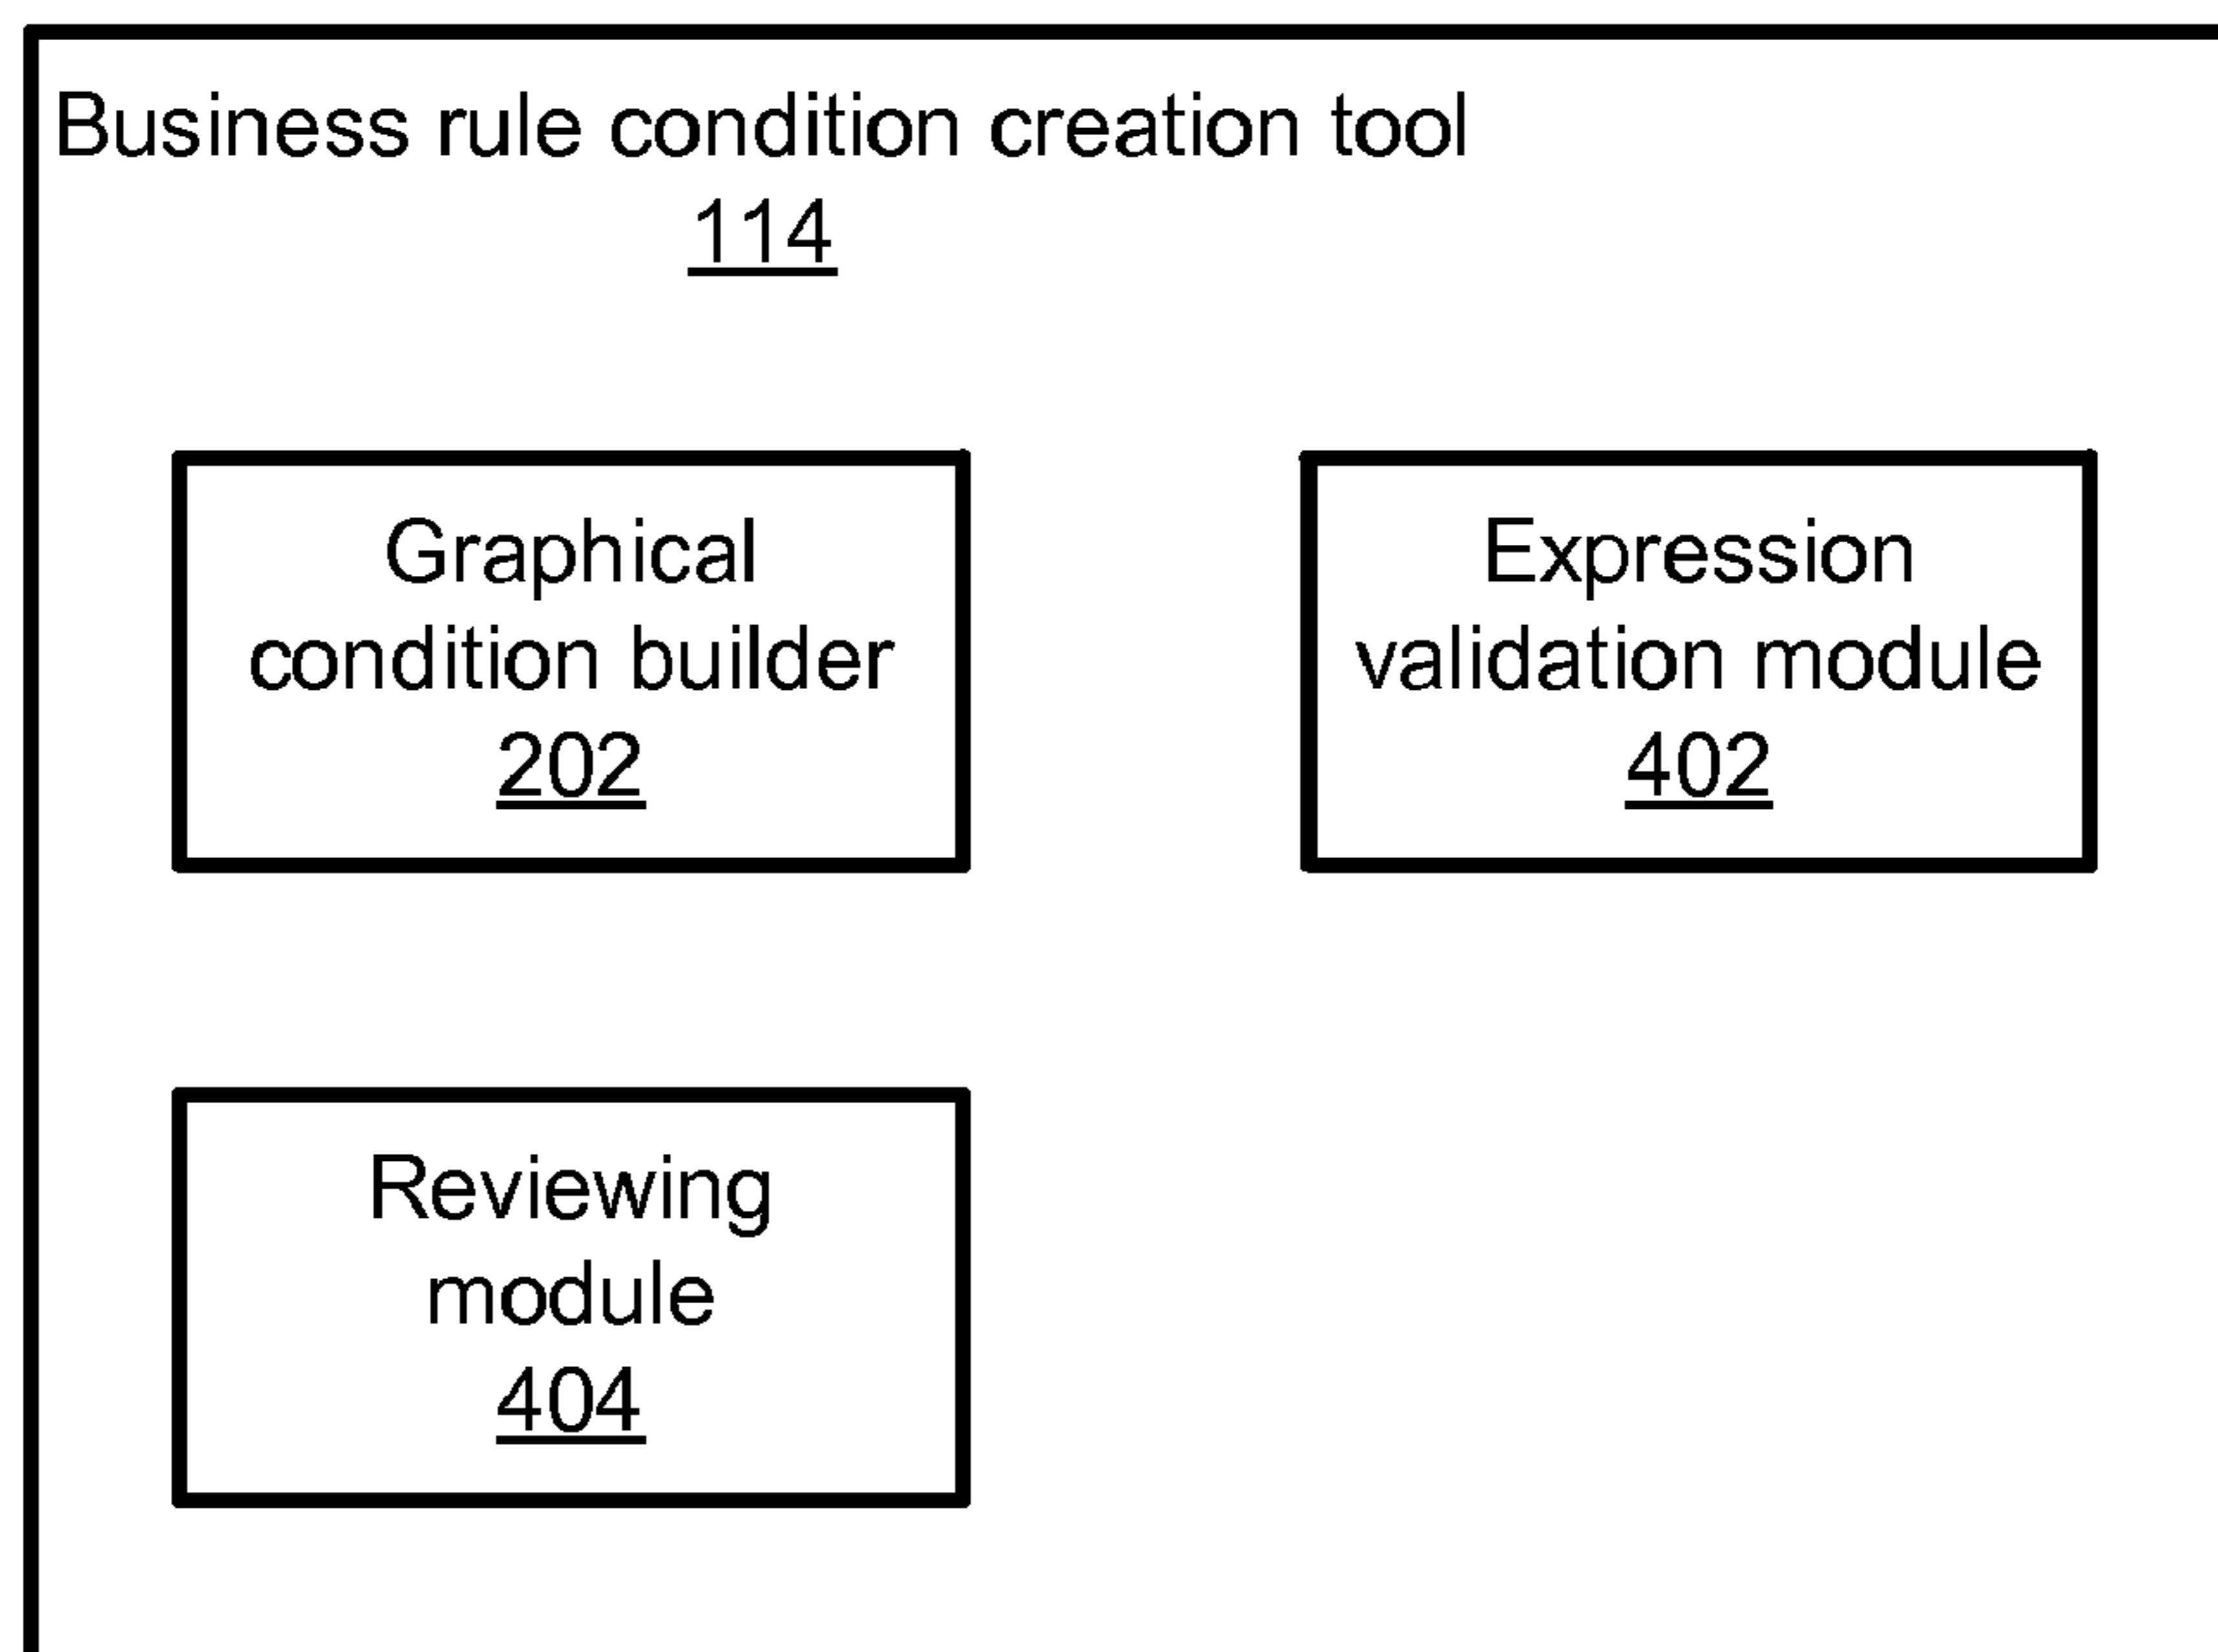 Business rule condition creation tool
114
Graphical
condition builder
202
Expression
validation module
402
Reviewing
module
404